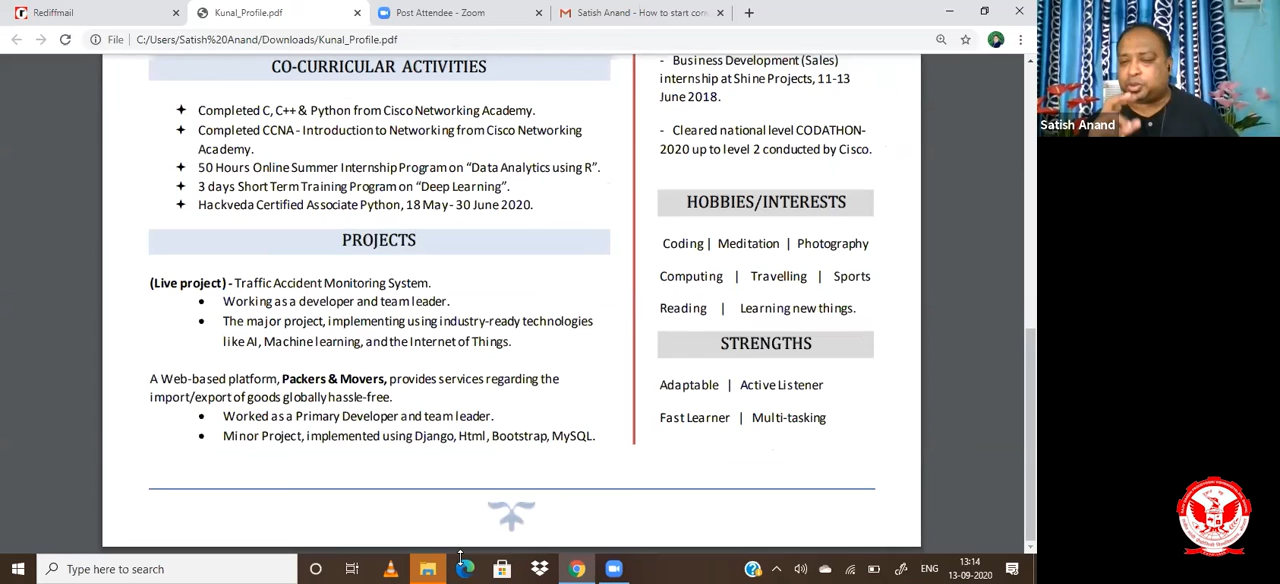 Rediffmail
Kunal_Profile.pdf
Post Attendee - Zoom
Satish Anand - How to start con
File
C:/Users/Satish%20Anand/Downloads/Kunal_Profile.pdf
CO-CURRICULAR ACTIVITIES
Completed C, C++ & Python from Cisco Networking Academy.
Completed CCNA - Introduction to Networking from Cisco Networking
Academy.
50 Hours Online Summer Internship Program on “Data Analytics using R”.
3 days Short Term Training Program on “Deep Learning”.
Hackveda Certified Associate Python, 18 May - 30 June 2020.
PROJECTS
(Live project) - Traffic Accident Monitoring System.
Working as a developer and team leader.
The major project, implementing using industry-ready technologies
like AI, Machine learning, and the Internet of Things.
A Web-based platform, Packers & Movers, provides services regarding the
import/export of goods globally hassle-free.
Worked as a Primary Developer and team leader.
Minor Project, implemented using Django, Html, Bootstrap, MySQL.
- Business Development (Sales)
internship at Shine Projects, 11-13
June 2018.
- Cleared national level CODATHON-
2020 up to level 2 conducted by Cisco.
HOBBIES/INTERESTS
Coding | Meditation | Photography
Computing | Travelling | Sports
Reading | Learning new things.
STRENGTHS
Adaptable | Active Listener
Fast Learner | Multi-tasking
Satish Anand
Type here to search
ENG
13:14
13-09-2020